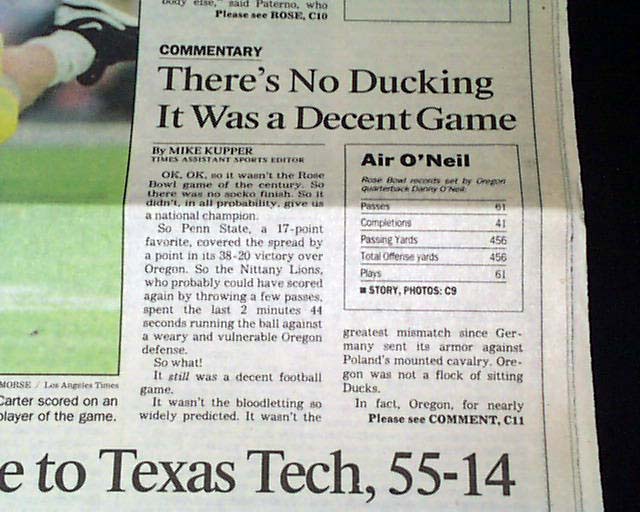 body else," said Paterno, who
Please see ROSE, C10
COMMENTARY
There's No Ducking
It Was a Decent Game
By MIKE KUPPER
TIMES ASSISTANT SPORTS EDITOR
OK, OK, so it wasn't the Rose
Bowl game of the century. So
there was no socko finish. So it
didn't, in all probability, give us
a national champion.
So Penn State, a 17-point
favorite, covered the spread by
a point in its 38-20 victory over
Oregon. So the Nittany Lions,
who probably could have scored
again by throwing a few passes,
spent the last 2 minutes 44
seconds running the ball against
a weary and vulnerable Oregon
defense.
So what!
It still was a decent football
game.
It wasn't the bloodletting so
widely predicted. It wasn't the
Air O'Neil
Rose Bowl records set by Oregon
quarterback Danny O'Neil:
Passes 61
Completions 41
Passing Yards 456
Total Offense yards 456
Plays 61
■ STORY, PHOTOS: C9
greatest mismatch since Ger-
many sent its armor against
Poland's mounted cavalry. Ore-
gon was not a flock of sitting
Ducks.
In fact, Oregon, for nearly
Please see COMMENT, C11
MORSE / Los Angeles Times
Carter scored on an
player of the game.
e to Texas Tech, 55-14